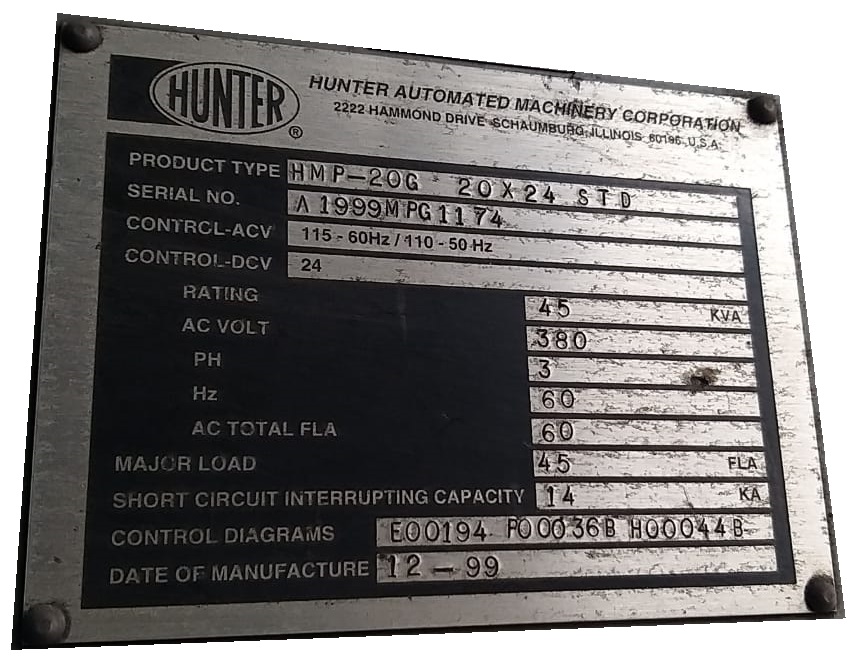 HUNTER ®
HUNTER AUTOMATED MACHINERY CORPORATION
2222 HAMMOND DRIVE SCHAUMBURG, ILLINOIS 60196 U.S.A.
PRODUCT TYPE HMP-20G 20X24 STD
SERIAL NO. A1999MPG1174
CONTROL-ACV 115 - 60Hz / 110 - 50 Hz
CONTROL-DCV 24
RATING 45 KVA
AC VOLT 380
PH 3
Hz 60
AC TOTAL FLA 60
MAJOR LOAD 45 FLA
SHORT CIRCUIT INTERRUPTING CAPACITY 14 KA
CONTROL DIAGRAMS E00194 P00036B H00044B
DATE OF MANUFACTURE 12-99